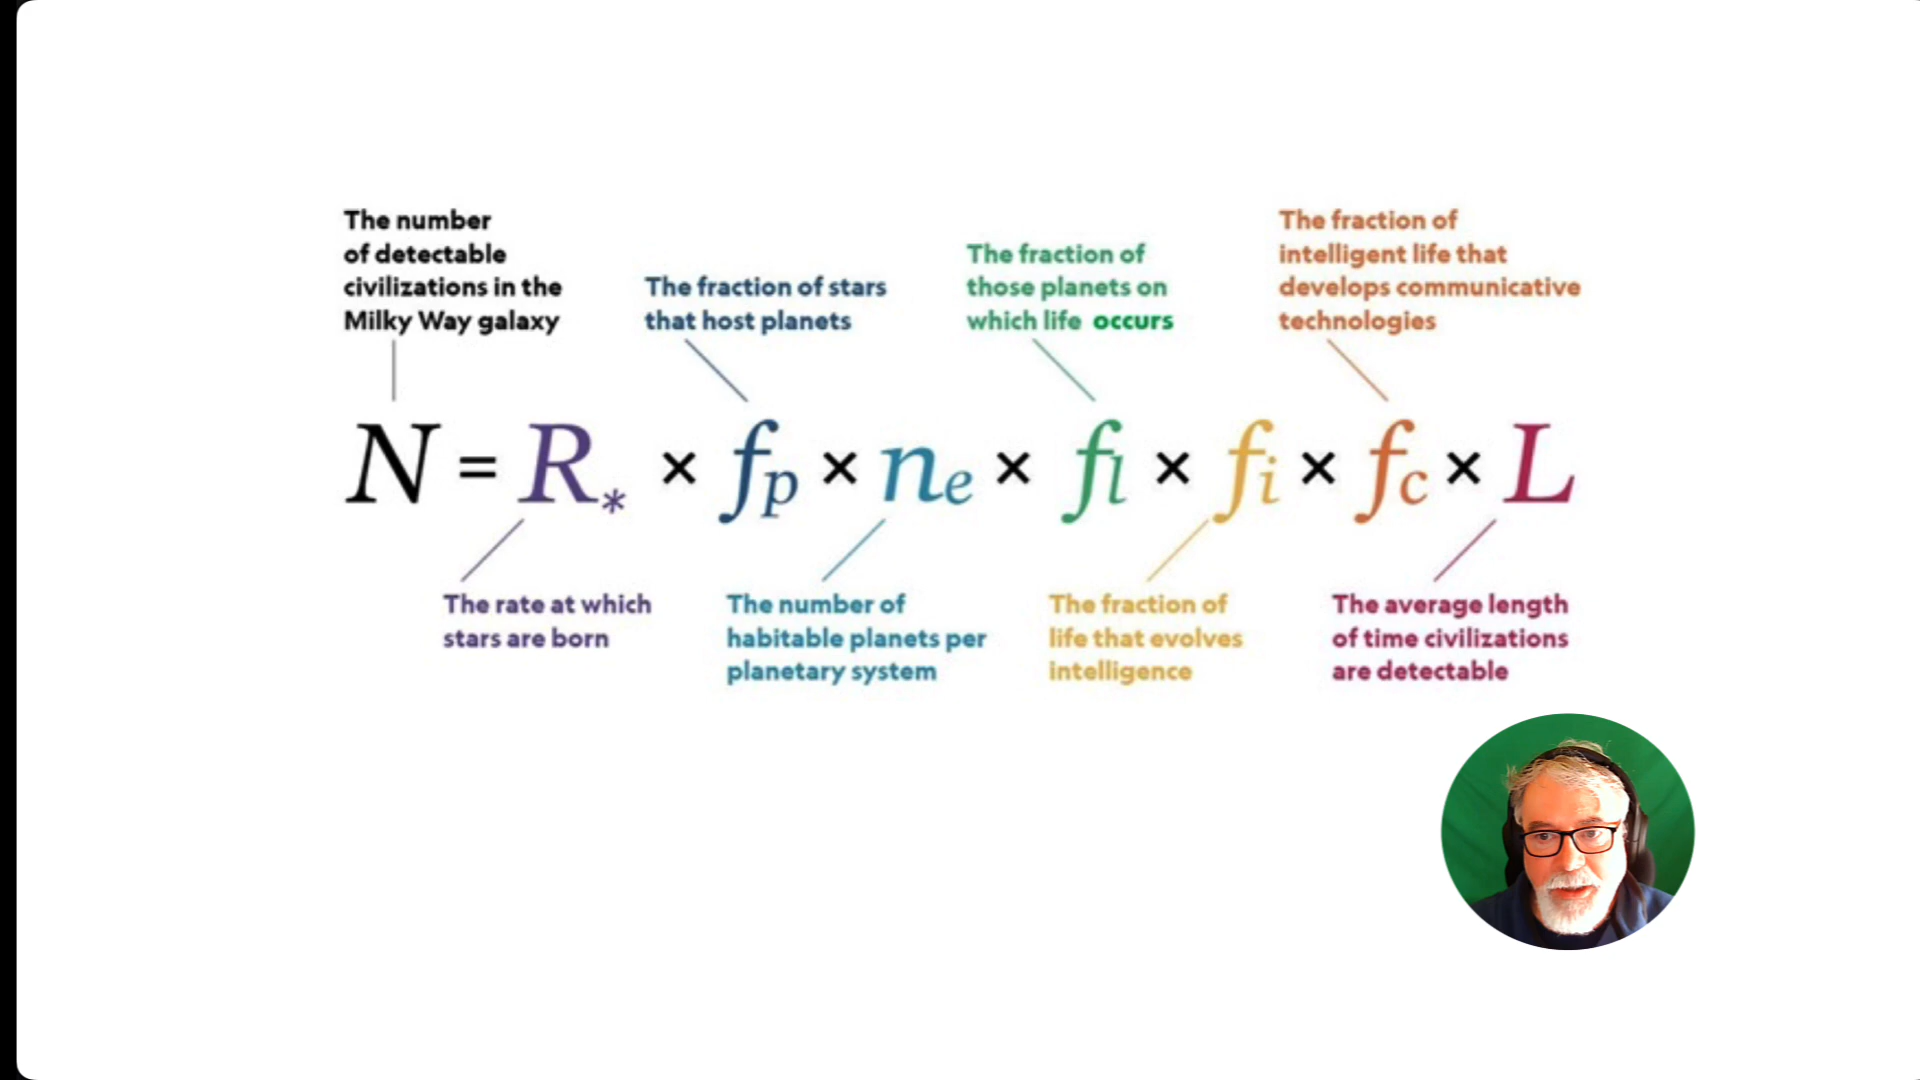 The number
of detectable
civilizations in the
Milky Way galaxy
The fraction of stars
that host planets
The fraction of
those planets on
which life occurs
The fraction of
intelligent life that
develops communicative
technologies
N = R* × fp × ne × fl × fi × fc × L
The rate at which
stars are born
The number of
habitable planets per
planetary system
The fraction of
life that evolves
intelligence
The average length
of time civilizations
are detectable